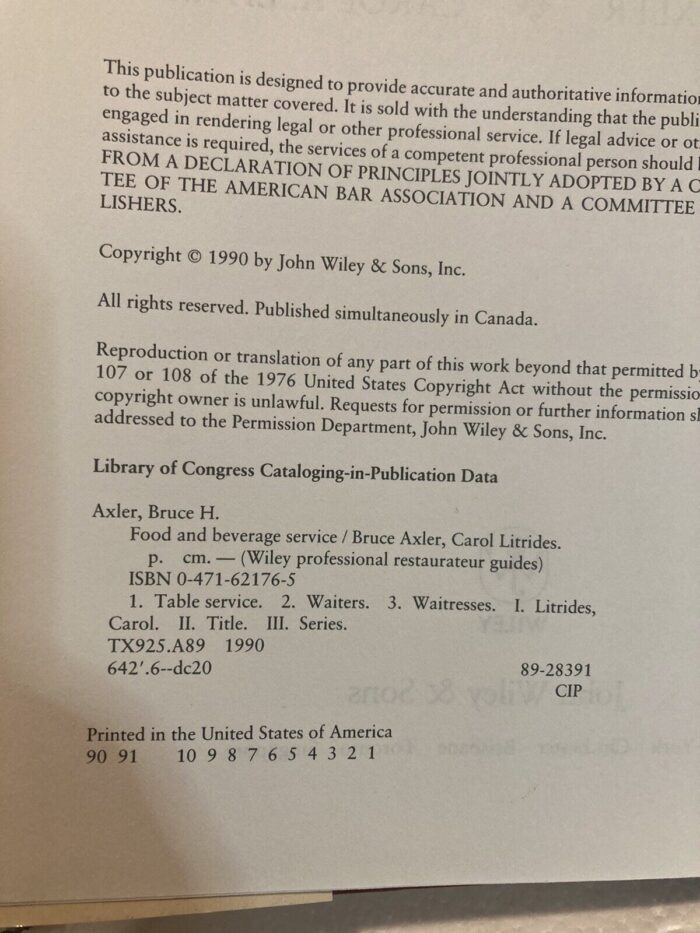 This publication is designed to provide accurate and authoritative information
to the subject matter covered. It is sold with the understanding that the publi
engaged in rendering legal or other professional service. If legal advice or ot
assistance is required, the services of a competent professional person should
FROM A DECLARATION OF PRINCIPLES JOINTLY ADOPTED BY A C
TEE OF THE AMERICAN BAR ASSOCIATION AND A COMMITTEE
LISHERS.
Copyright © 1990 by John Wiley & Sons, Inc.
All rights reserved. Published simultaneously in Canada.
Reproduction or translation of any part of this work beyond that permitted b
107 or 108 of the 1976 United States Copyright Act without the permissio
copyright owner is unlawful. Requests for permission or further information s
addressed to the Permission Department, John Wiley & Sons, Inc.
Library of Congress Cataloging-in-Publication Data
Axler, Bruce H.
Food and beverage service / Bruce Axler, Carol Litrides.
p. cm. — (Wiley professional restaurateur guides)
ISBN 0-471-62176-5
1. Table service. 2. Waiters. 3. Waitresses. I. Litrides,
Carol. II. Title. III. Series.
TX925.A89 1990
642'.6--dc20 89-28391
CIP
Printed in the United States of America
90 91 10 9 8 7 6 5 4 3 2 1